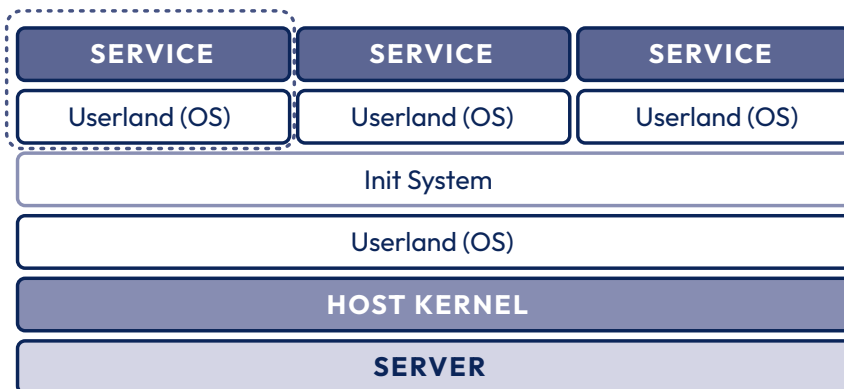 SERVICE SERVICE SERVICE
Userland (OS) Userland (OS) Userland (OS)
Init System
Userland (OS)
HOST KERNEL
SERVER